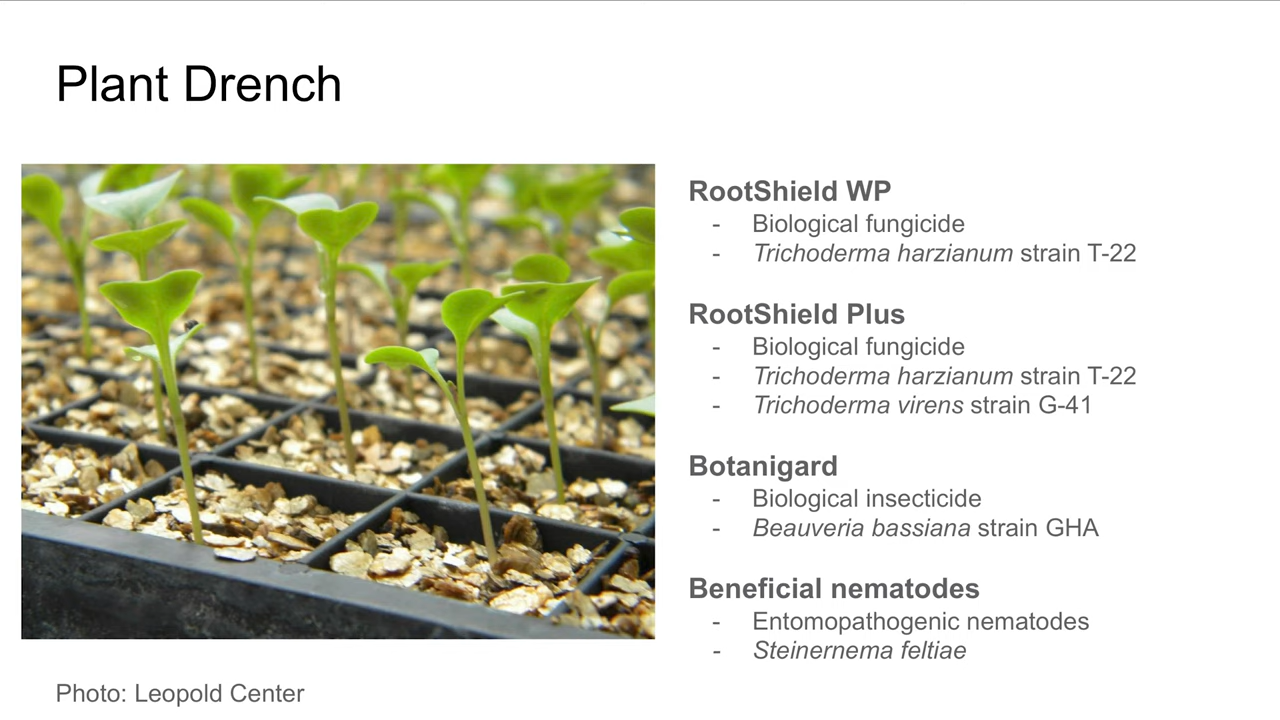 Plant Drench
RootShield WP
- Biological fungicide
- Trichoderma harzianum strain T-22
RootShield Plus
- Biological fungicide
- Trichoderma harzianum strain T-22
- Trichoderma virens strain G-41
Botanigard
- Biological insecticide
- Beauveria bassiana strain GHA
Beneficial nematodes
- Entomopathogenic nematodes
- Steinernema feltiae
Photo: Leopold Center